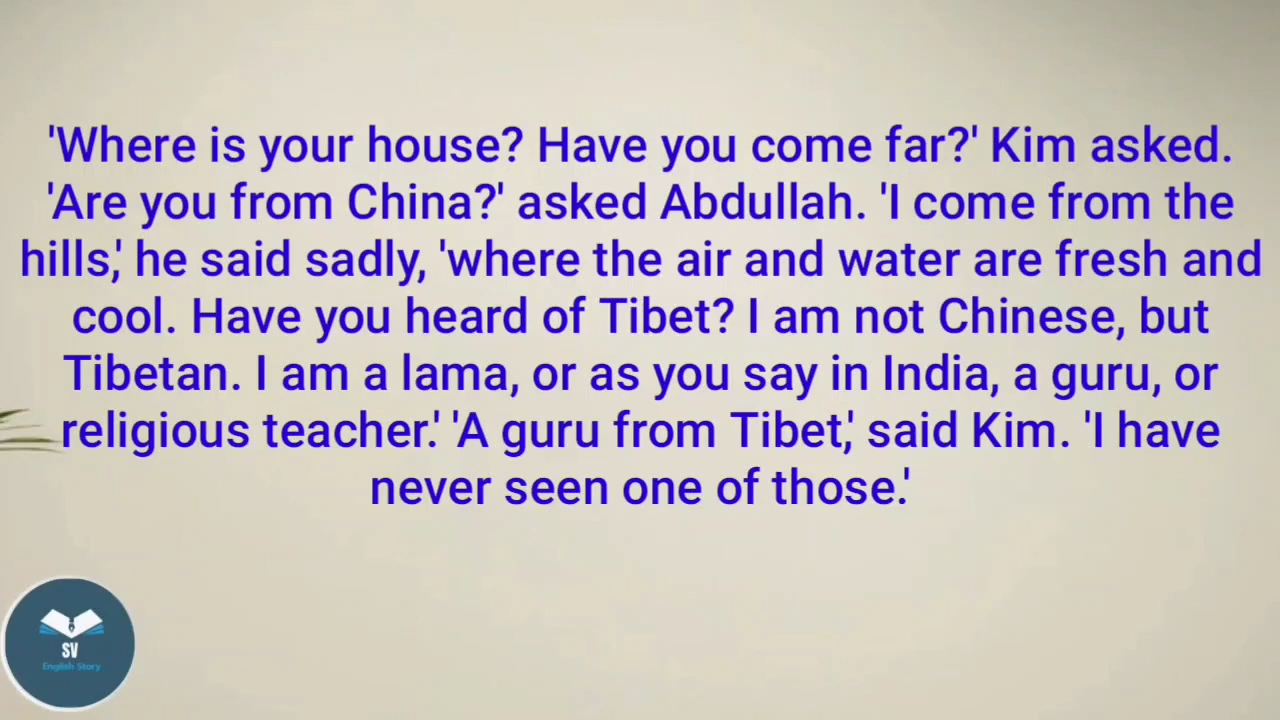 'Where is your house? Have you come far?' Kim asked.
'Are you from China?' asked Abdullah. 'I come from the
hills,' he said sadly, 'where the air and water are fresh and
cool. Have you heard of Tibet? I am not Chinese, but
Tibetan. I am a lama, or as you say in India, a guru, or
religious teacher.' 'A guru from Tibet,' said Kim. 'I have
never seen one of those.'
SV
English Story